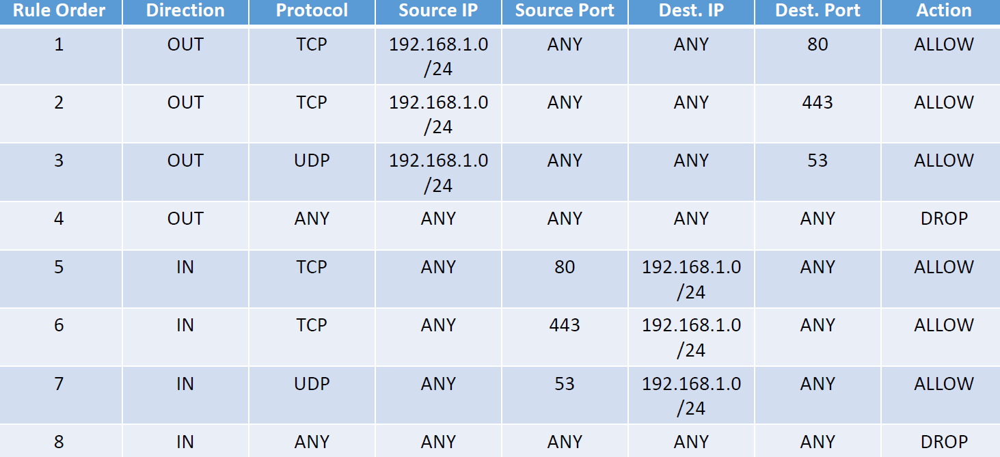 Rule Order Direction Protocol Source IP Source Port Dest. IP Dest. Port Action
1 OUT TCP 192.168.1.0 ANY ANY 80 ALLOW
/24
2 OUT TCP 192.168.1.0 ANY ANY 443 ALLOW
/24
3 OUT UDP 192.168.1.0 ANY ANY 53 ALLOW
/24
4 OUT ANY ANY ANY ANY ANY DROP
5 IN TCP ANY 80 192.168.1.0 ANY ALLOW
/24
6 IN TCP ANY 443 192.168.1.0 ANY ALLOW
/24
7 IN UDP ANY 53 192.168.1.0 ANY ALLOW
/24
8 IN ANY ANY ANY ANY ANY DROP